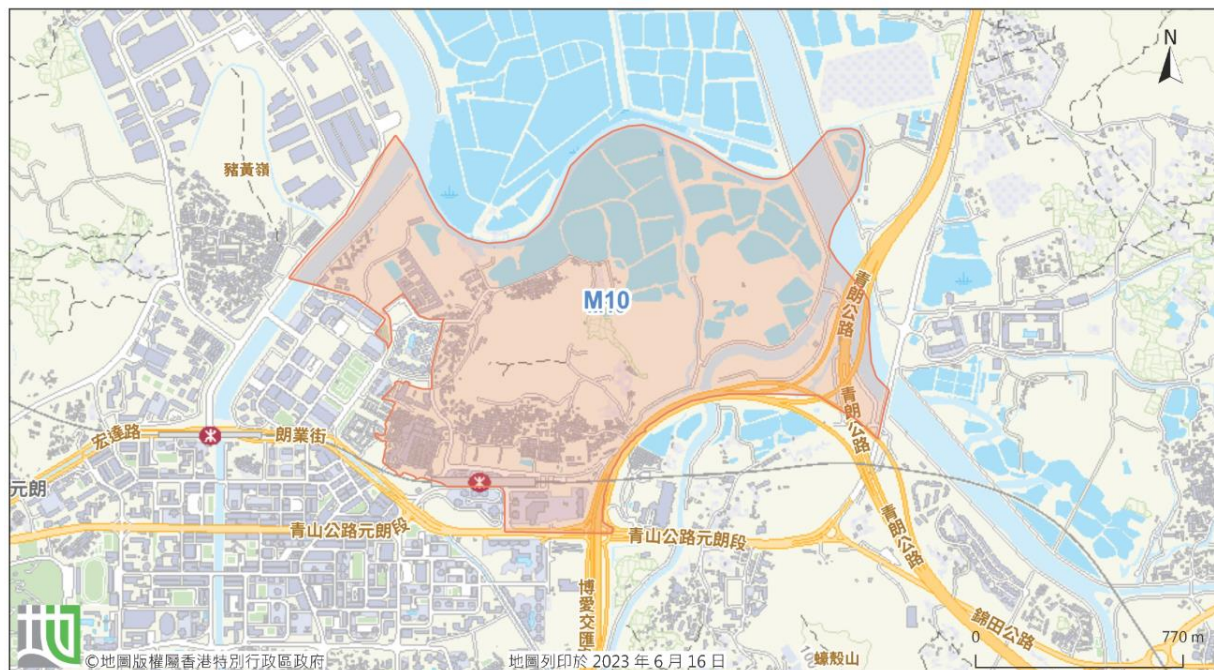 N
豬黃嶺
M10
青朗公路
青朗公路
宏達路
朗業街
元朗
青山公路元朗段
青山公路元朗段
青朗公路
博愛交匯
錦田公路
蠔殼山
0 770 m
©地圖版權屬香港特別行政區政府
地圖列印於 2023 年 6 月 16 日